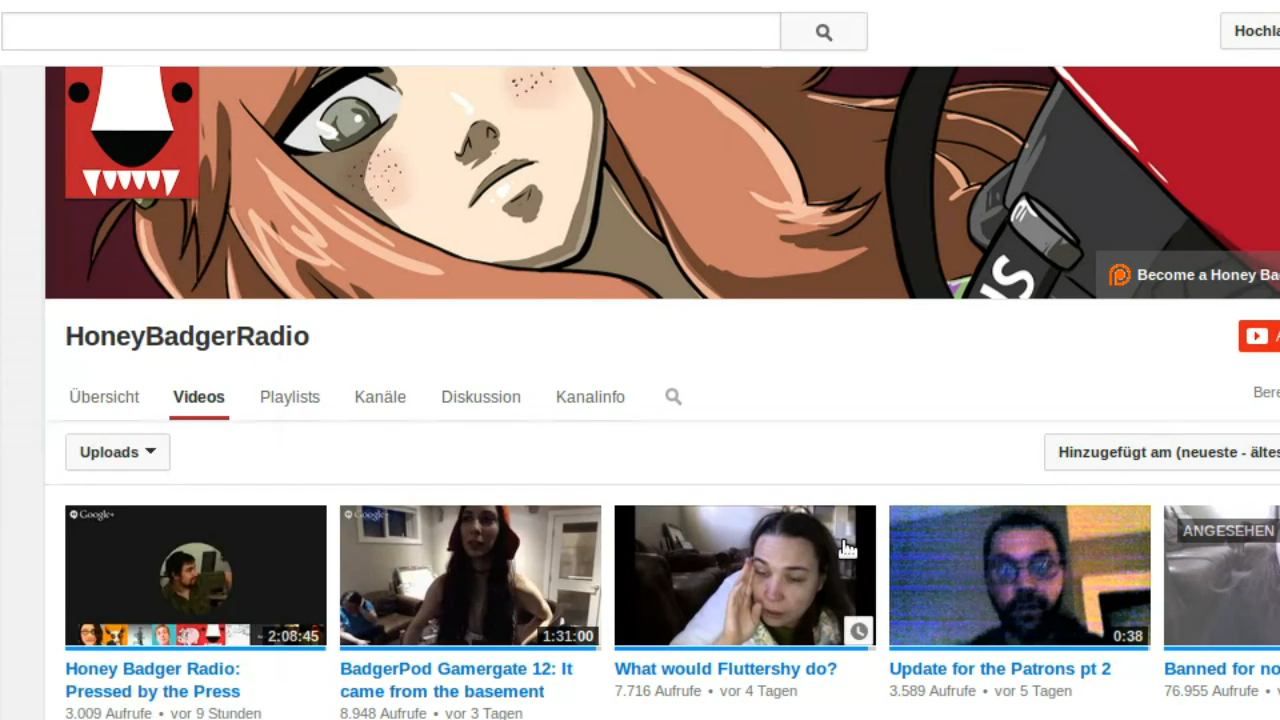 Hochla
NS
Become a Honey Ba
HoneyBadgerRadio
Übersicht Videos Playlists Kanäle Diskussion Kanalinfo
Bere
Uploads
Hinzugefügt am (neueste - ältes
Google+
Google+
ANGESEHEN
2:08:45
1:31:00
0:38
Honey Badger Radio:
Pressed by the Press
3.009 Aufrufe • vor 9 Stunden
BadgerPod Gamergate 12: It
came from the basement
8.948 Aufrufe • vor 3 Tagen
What would Fluttershy do?
7.716 Aufrufe • vor 4 Tagen
Update for the Patrons pt 2
3.589 Aufrufe • vor 5 Tagen
Banned for no
76.955 Aufrufe •